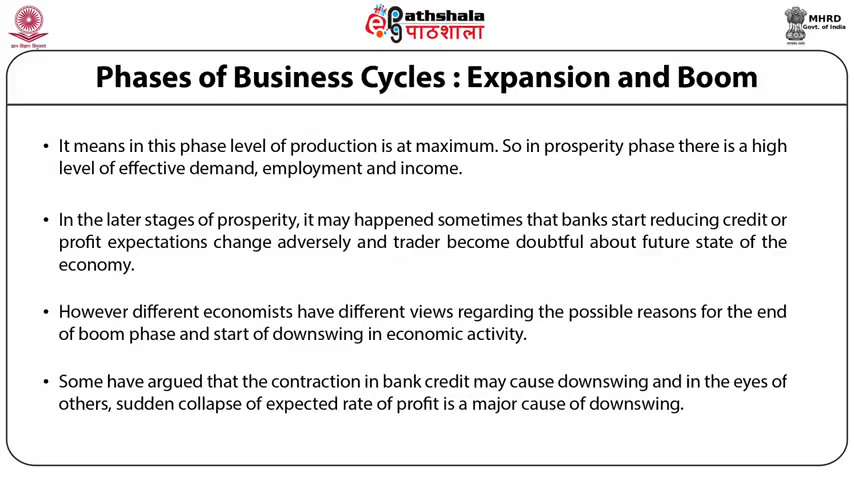 ePathshala
पाठशाला
MHRD
Govt. of India
ज्ञान-विज्ञान विमुक्तये
Phases of Business Cycles : Expansion and Boom
• It means in this phase level of production is at maximum. So in prosperity phase there is a high
level of effective demand, employment and income.
• In the later stages of prosperity, it may happened sometimes that banks start reducing credit or
profit expectations change adversely and trader become doubtful about future state of the
economy.
• However different economists have different views regarding the possible reasons for the end
of boom phase and start of downswing in economic activity.
• Some have argued that the contraction in bank credit may cause downswing and in the eyes of
others, sudden collapse of expected rate of profit is a major cause of downswing.